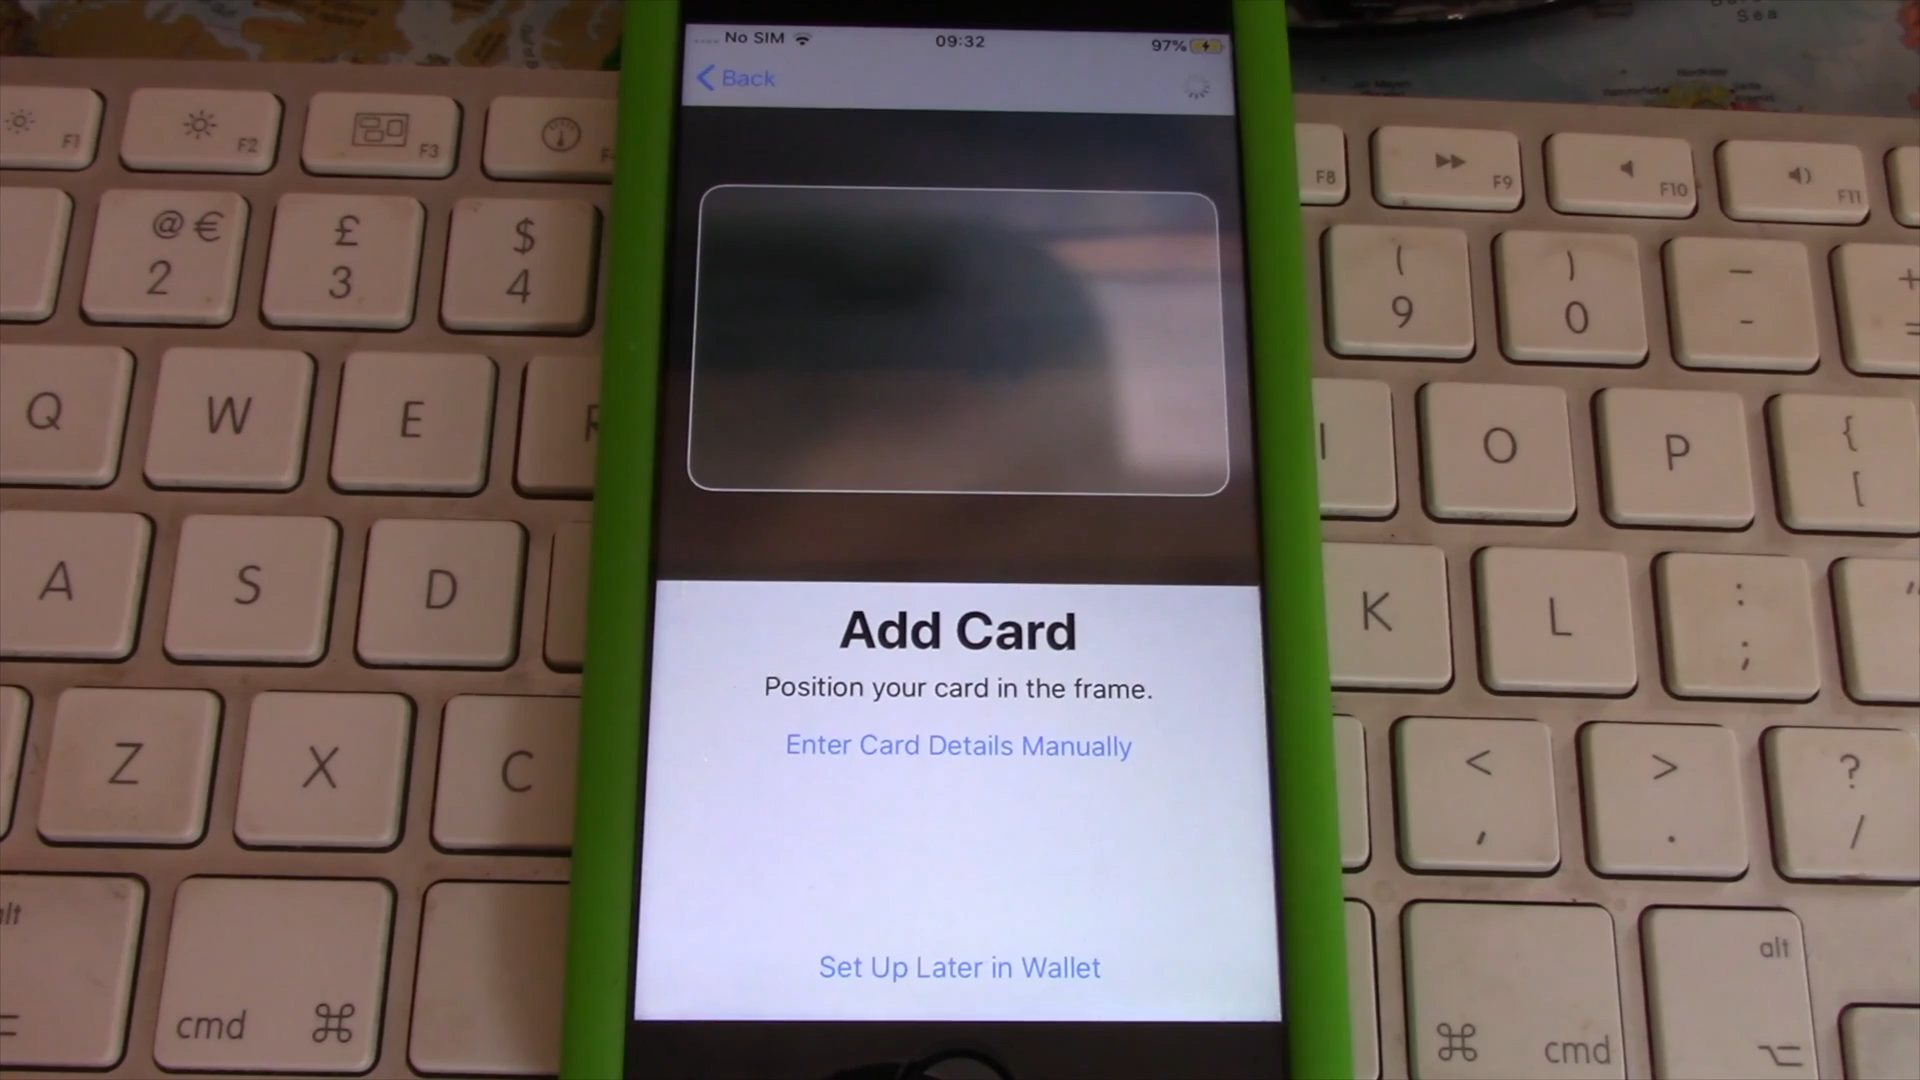 No SIM 09:32 97%
Back
Add Card
Position your card in the frame.
Enter Card Details Manually
Set Up Later in Wallet
F1 F2 F3
F8 F9 F10 F11
@ € 2 £ 3 $ 4
( 9 ) 0 — - + =
Q W E R
I O P { [
A S D
K L : ;
Z X C
< , > . ? /
alt
cmd ⌘
⌘ cmd
alt ⌥
Sea